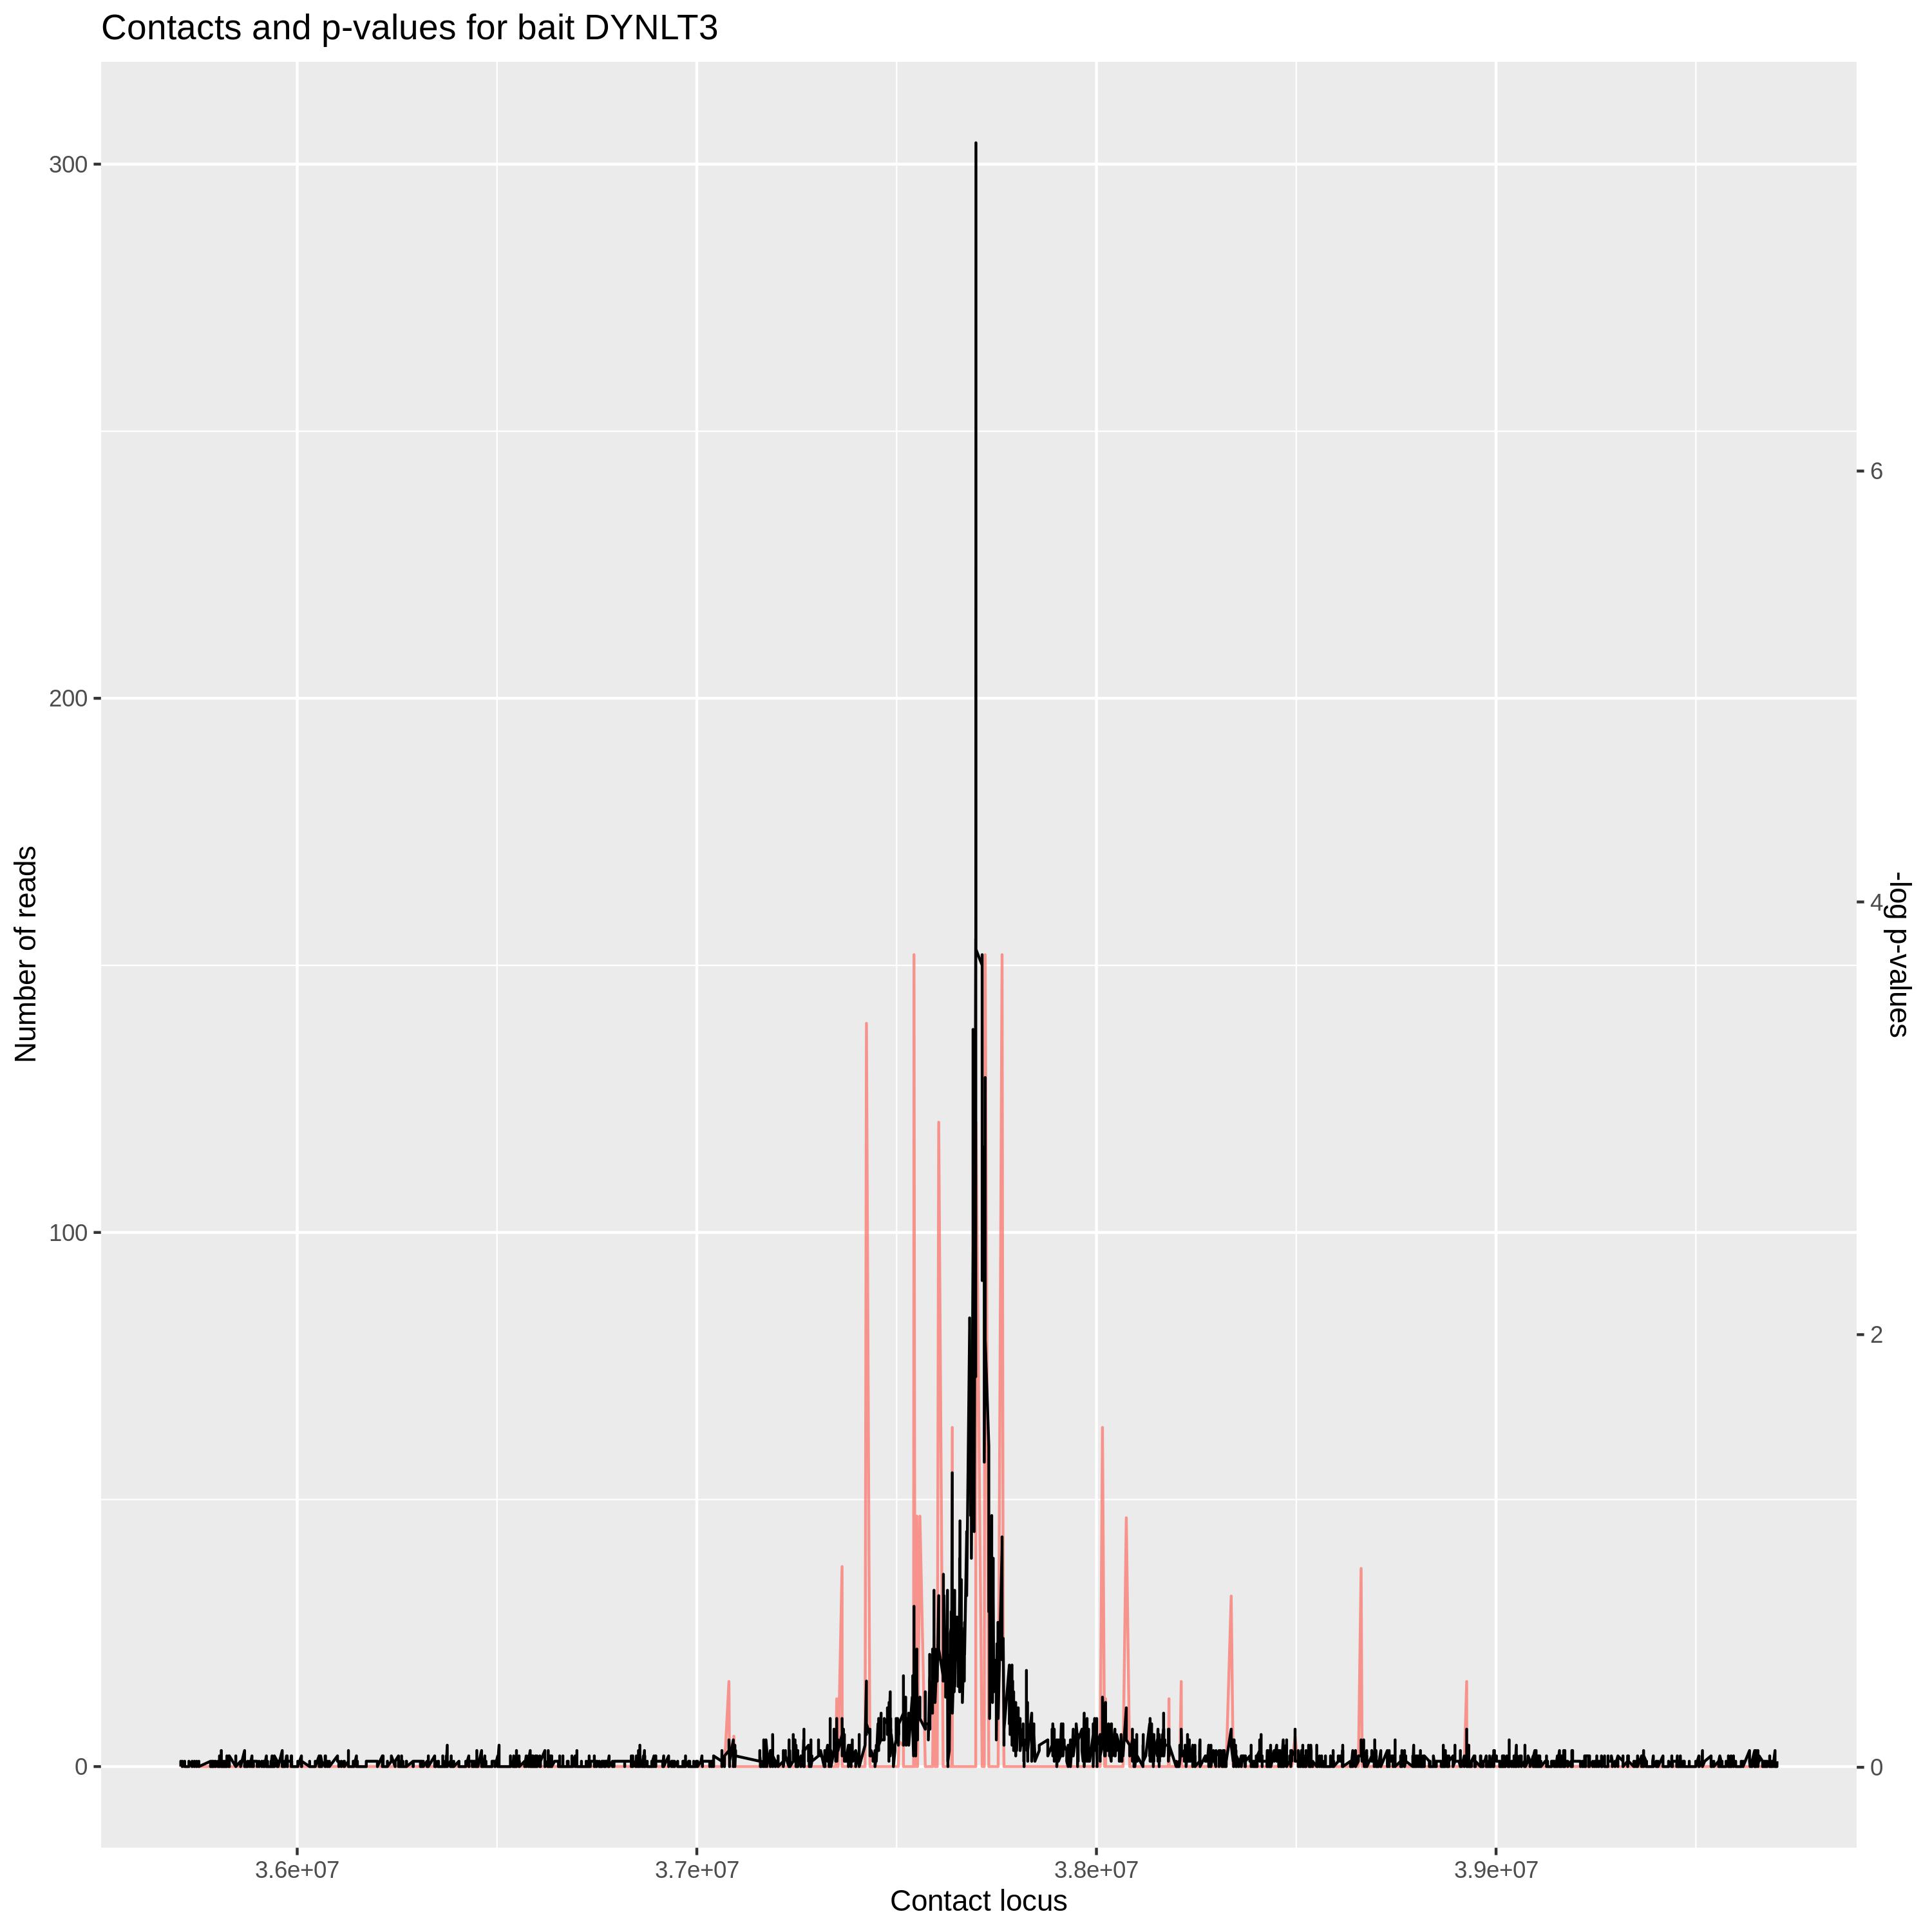 Contacts and p-values for bait DYNLT3
300
200
100
0
Number of reads
6
4
2
0
-log p-values
3.6e+07
3.7e+07
3.8e+07
3.9e+07
Contact locus